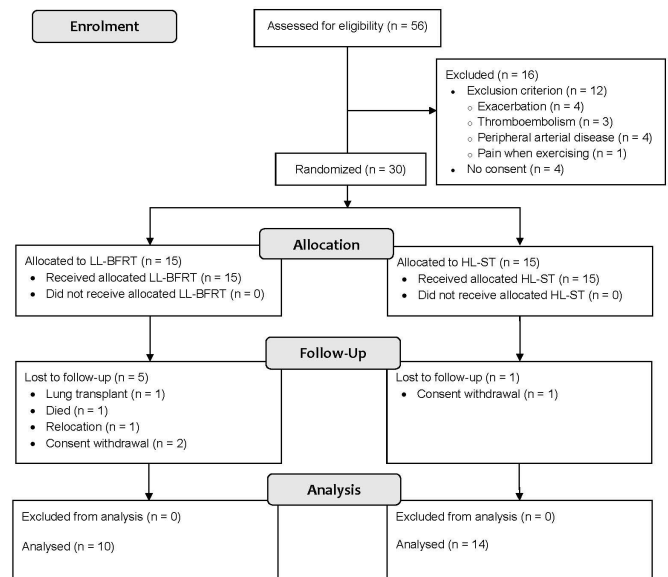 Enrolment
Assessed for eligibility (n = 56)
Excluded (n = 16)
• Exclusion criterion (n = 12)
○ Exacerbation (n = 4)
○ Thromboembolism (n = 3)
○ Peripheral arterial disease (n = 4)
○ Pain when exercising (n = 1)
• No consent (n = 4)
Randomized (n = 30)
Allocation
Allocated to LL-BFRT (n = 15)
• Received allocated LL-BFRT (n = 15)
• Did not receive allocated LL-BFRT (n = 0)
Allocated to HL-ST (n = 15)
• Received allocated HL-ST (n = 15)
• Did not receive allocated HL-ST (n = 0)
Follow-Up
Lost to follow-up (n = 5)
• Lung transplant (n = 1)
• Died (n = 1)
• Relocation (n = 1)
• Consent withdrawal (n = 2)
Lost to follow-up (n = 1)
• Consent withdrawal (n = 1)
Analysis
Excluded from analysis (n = 0)
Analysed (n = 10)
Excluded from analysis (n = 0)
Analysed (n = 14)